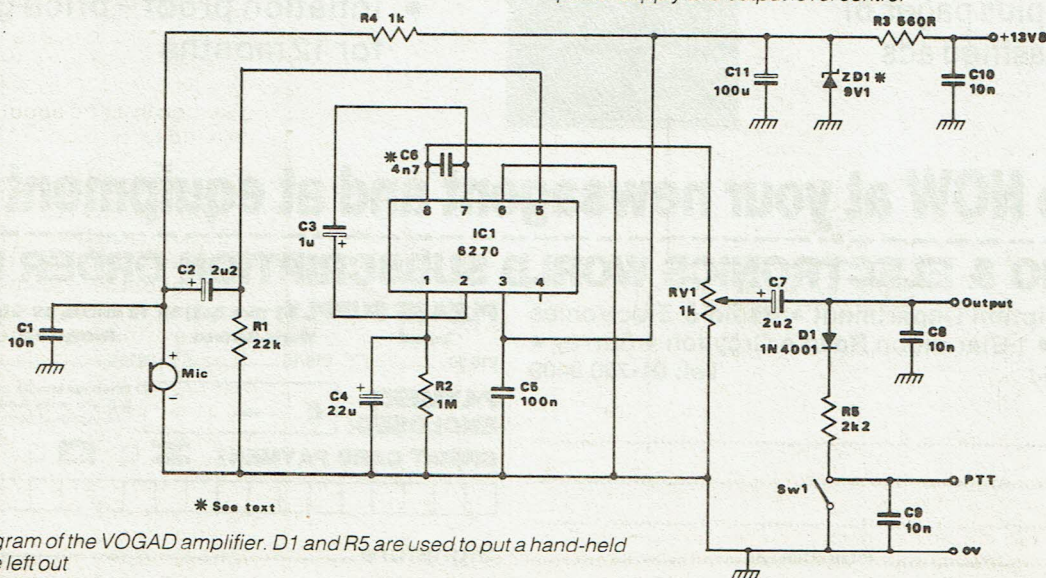 supply output control
R4 1k
R3 560R
+13V8
C11
100u
ZD1 *
9V1
C10
10n
* C6
4n7
8 7 6 5
C3
1u
+
IC1
6270
1 2 3 4
C2
+ 2u2
R1
22k
C1
10n
+
Mic
-
C4
22u
+
R2
1M
C5
100n
RV1
1k
C7
+
2u2
Output
D1
1N4001
C8
10n
R5
2k2
Sw1
PTT
C9
10n
0V
* See text
gram of the VOGAD amplifier. D1 and R5 are used to put a hand-held
e left out